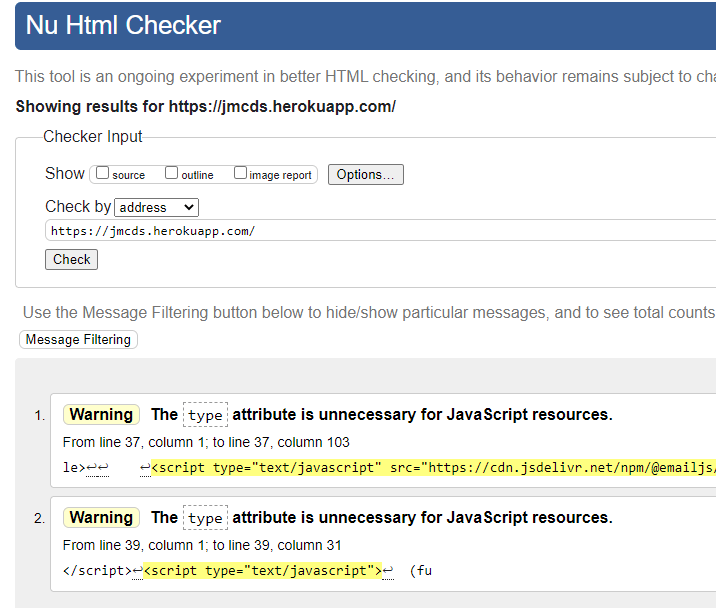 Nu Html Checker
This tool is an ongoing experiment in better HTML checking, and its behavior remains subject to
Showing results for https://jmcds.herokuapp.com/
Checker Input
Show source outline image report Options...
Check by address
https://jmcds.herokuapp.com/
Check
Use the Message Filtering button below to hide/show particular messages, and to see total counts
Message Filtering
1. Warning The type attribute is unnecessary for JavaScript resources.
From line 37, column 1; to line 37, column 103
le>↩↩ ↩<script type="text/javascript" src="https://cdn.jsdelivr.net/npm/@emailjs/
2. Warning The type attribute is unnecessary for JavaScript resources.
From line 39, column 1; to line 39, column 31
</script>↩<script type="text/javascript">↩ (fu